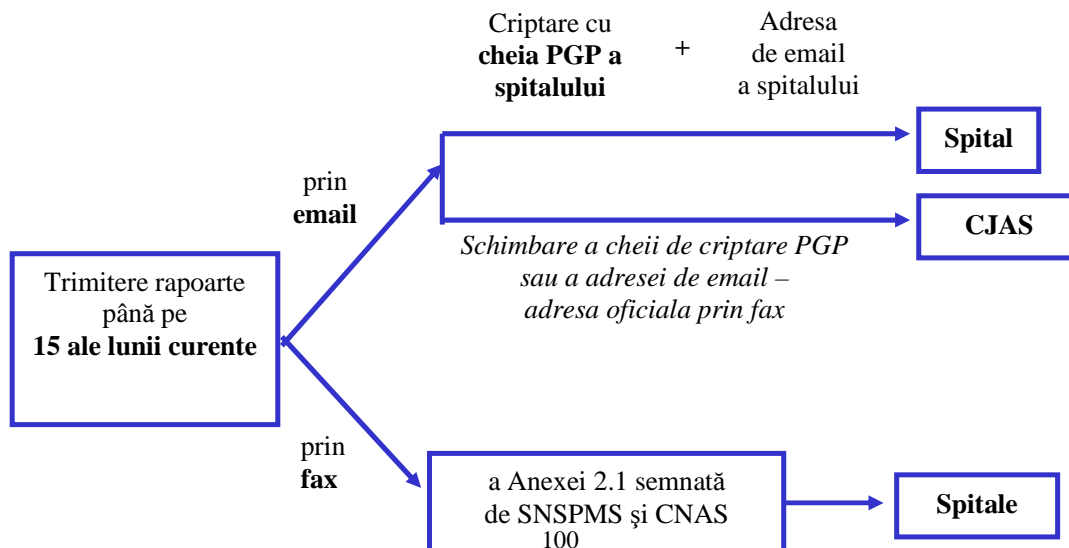 Criptare cu
cheia PGP a
spitalului
+
Adresa
de email
a spitalului
Spital
prin
email
CJAS
Schimbare a cheii de criptare PGP
sau a adresei de email –
adresa oficiala prin fax
Trimitere rapoarte
până pe
15 ale lunii curente
prin
fax
a Anexei 2.1 semnată
de SNSPMS şi CNAS
Spitale
100